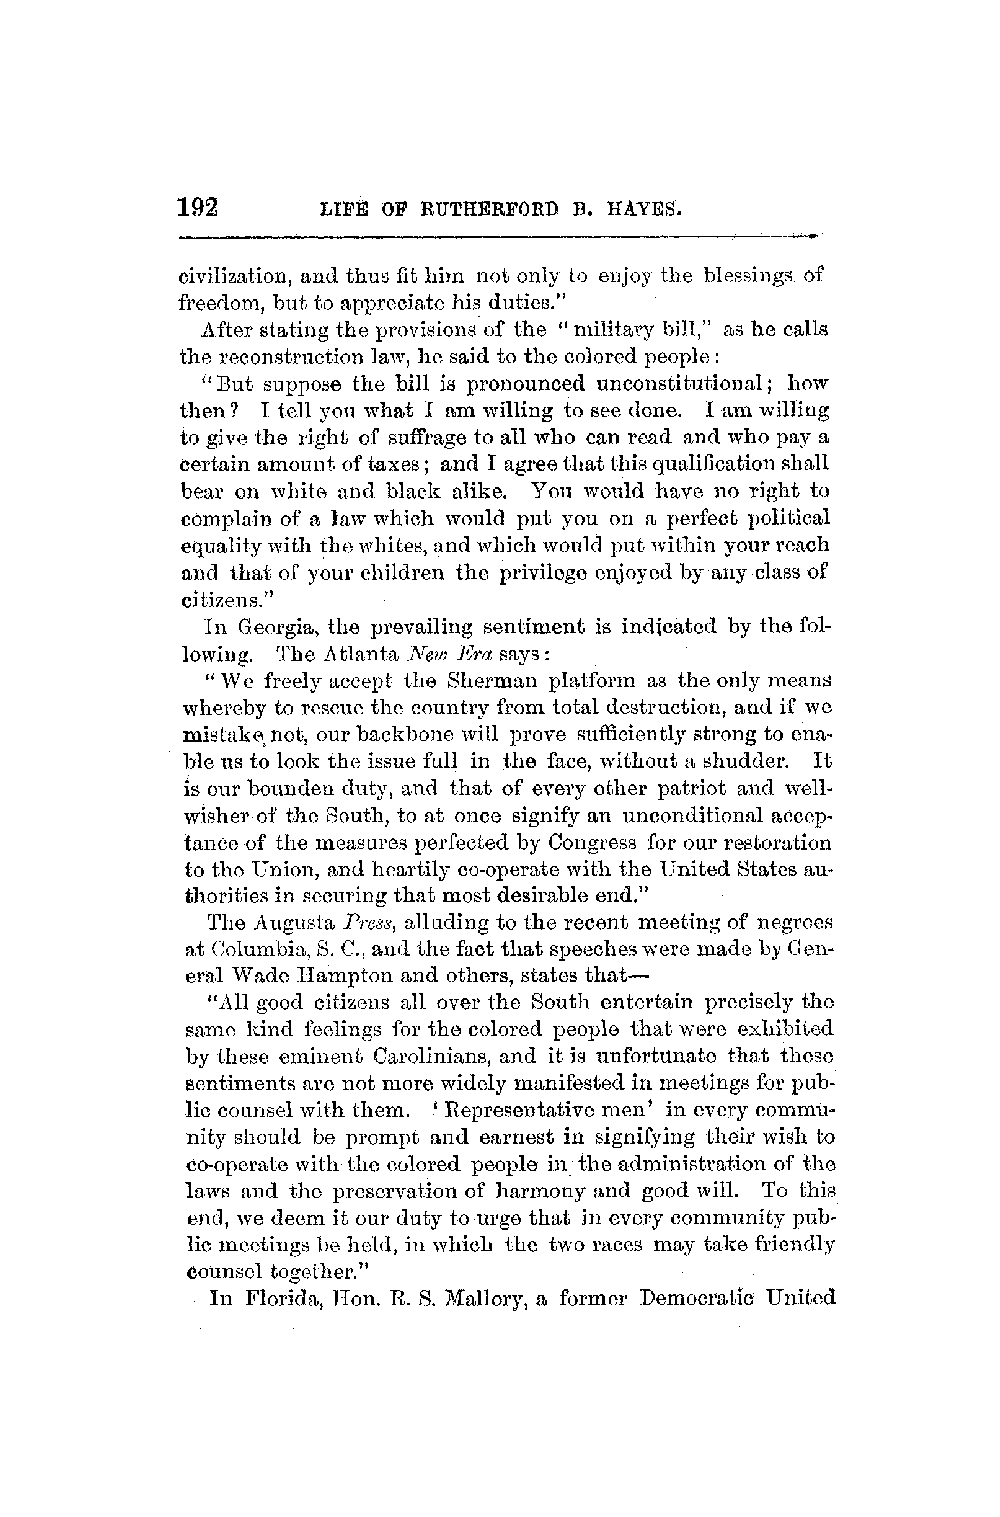 192 LIFE OF RUTHERFORD B. HAYES.
civilization, and thus fit him not only to enjoy the blessings of
freedom, but to appreciate his duties."
After stating the provisions of the "military bill," as he calls
the reconstruction law, he said to the colored people:
"But suppose the bill is pronounced unconstitutional; how
then? I tell you what I am willing to see done. I am willing
to give the right of suffrage to all who can read and who pay a
certain amount of taxes; and I agree that this qualification shall
bear on white and black alike. You would have no right to
complain of a law which would put you on a perfect political
equality with the whites, and which would put within your reach
and that of your children the privilege enjoyed by any class of
citizens."
In Georgia, the prevailing sentiment is indicated by the fol-
lowing. The Atlanta New Era says:
"We freely accept the Sherman platform as the only means
whereby to rescue the country from total destruction, and if we
mistake not, our backbone will prove sufficiently strong to ena-
ble us to look the issue full in the face, without a shudder. It
is our bounden duty, and that of every other patriot and well-
wisher of the South, to at once signify an unconditional accep-
tance of the measures perfected by Congress for our restoration
to the Union, and heartily co-operate with the United States au-
thorities in securing that most desirable end."
The Augusta Press, alluding to the recent meeting of negroes
at Columbia, S. C., and the fact that speeches were made by Gen-
eral Wade Hampton and others, states that—
"All good citizens all over the South entertain precisely the
same kind feelings for the colored people that were exhibited
by these eminent Carolinians, and it is unfortunate that these
sentiments are not more widely manifested in meetings for pub-
lic counsel with them. 'Representative men' in every commu-
nity should be prompt and earnest in signifying their wish to
co-operate with the colored people in the administration of the
laws and the preservation of harmony and good will. To this
end, we deem it our duty to urge that in every community pub-
lic meetings be held, in which the two races may take friendly
counsel together."
In Florida, Hon. R. S. Mallory, a former Democratic United